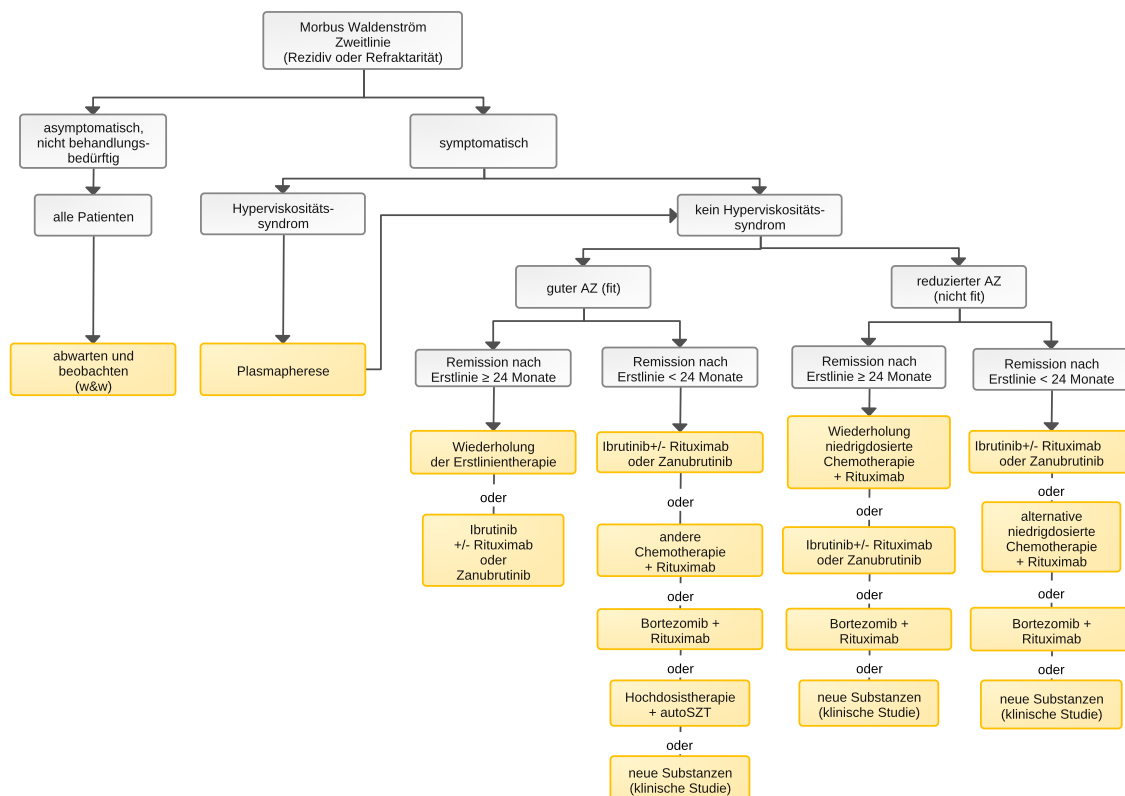 Morbus Waldenström
Zweitlinie
(Rezidiv oder Refraktarität)
asymptomatisch,
nicht behandlungs-
bedürftig
symptomatisch
alle Patienten
Hyperviskositäts-
syndrom
kein Hyperviskositäts-
syndrom
guter AZ (fit)
reduzierter AZ
(nicht fit)
abwarten und
beobachten
(w&w)
Plasmapherese
Remission nach
Erstlinie ≥ 24 Monate
Remission nach
Erstlinie < 24 Monate
Remission nach
Erstlinie ≥ 24 Monate
Remission nach
Erstlinie < 24 Monate
Wiederholung
der Erstlinientherapie
oder
Ibrutinib
+/- Rituximab
oder
Zanubrutinib
Ibrutinib+/- Rituximab
oder Zanubrutinib
oder
andere
Chemotherapie
+ Rituximab
oder
Bortezomib +
Rituximab
oder
Hochdosistherapie
+ autoSZT
oder
neue Substanzen
(klinische Studie)
Wiederholung
niedrigdosierte
Chemotherapie
+ Rituximab
oder
Ibrutinib+/- Rituximab
oder Zanubrutinib
oder
Bortezomib +
Rituximab
oder
neue Substanzen
(klinische Studie)
Ibrutinib+/- Rituximab
oder Zanubrutinib
oder
alternative
niedrigdosierte
Chemotherapie
+ Rituximab
oder
Bortezomib +
Rituximab
oder
neue Substanzen
(klinische Studie)